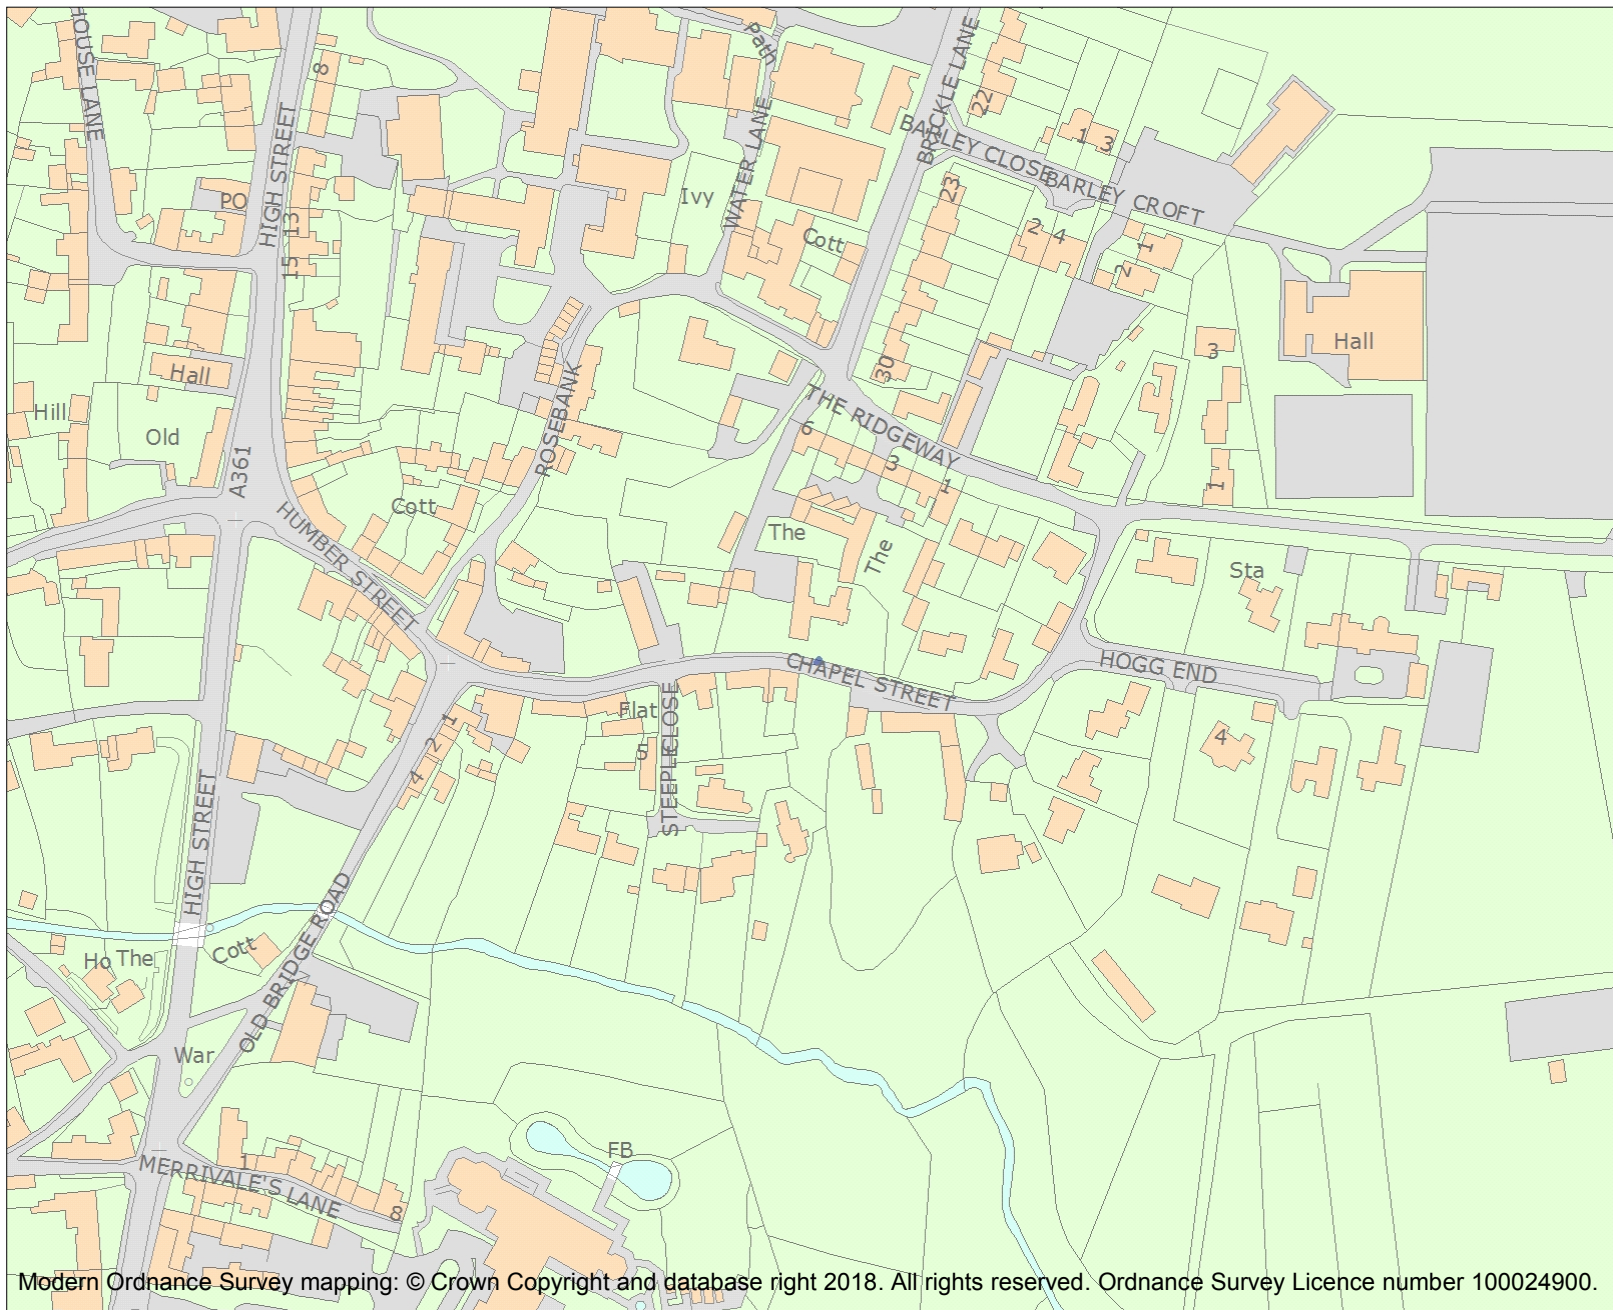 HOUSE LANE
8
HIGH STREET
Path
BRICKLE LANE
22
BARLEY CLOSE
1
3
PO
13
15
Ivy
WATER LANE
23
BARLEY CROFT
2
4
1
2
Cott
Hall
Hall
3
30
Hill
Old
A361
ROSEBANK
THE RIDGEWAY
6
3
1
1
Cott
HUMBER STREET
The
The
Sta
CHAPEL STREET
HOGG END
Flat
5
STEEPLE CLOSE
1
2
4
4
HIGH STREET
OLD BRIDGE ROAD
Ho
The
Cott
War
FB
MERRIVALE'S LANE
1
8
Modern Ordnance Survey mapping: © Crown Copyright and database right 2018. All rights reserved. Ordnance Survey Licence number 100024900.